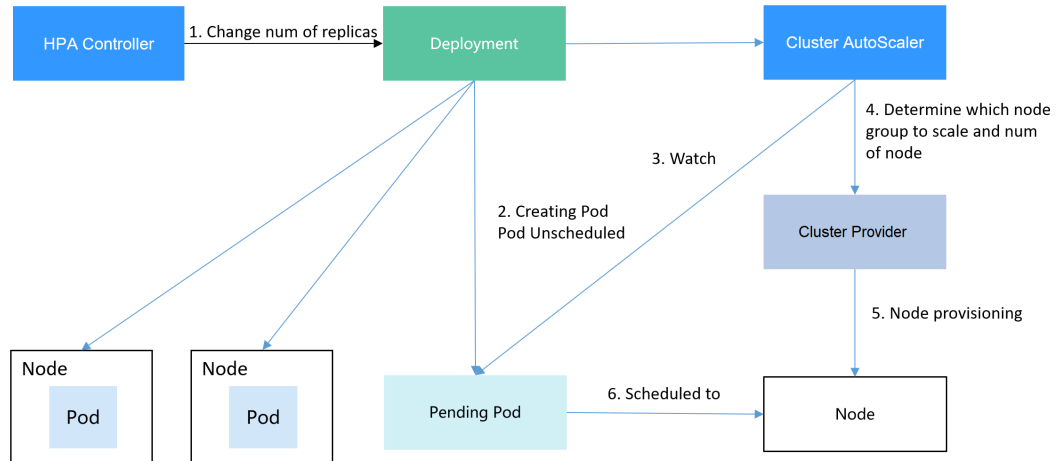 HPA Controller
1. Change num of replicas
Deployment
Cluster AutoScaler
4. Determine which node
group to scale and num
of node
3. Watch
2. Creating Pod
Pod Unscheduled
Cluster Provider
5. Node provisioning
Node
Pod
Node
Pod
Pending Pod
6. Scheduled to
Node